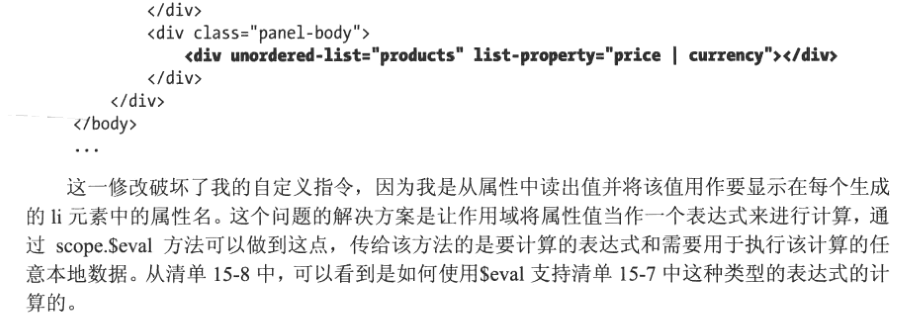 </div>
<div class="panel-body">
<div unordered-list="products" list-property="price | currency"></div>
</div>
</div>
</body>
...
这一修改破坏了我的自定义指令，因为我是从属性中读出值并将该值用作要显示在每个生成
的 li 元素中的属性名。这个问题的解决方案是让作用域将属性值当作一个表达式来进行计算，通
过 scope.$eval 方法可以做到这点，传给该方法的是要计算的表达式和需要用于执行该计算的任
意本地数据。从清单 15-8 中，可以看到是如何使用$eval 支持清单 15-7 中这种类型的表达式的计
算的。